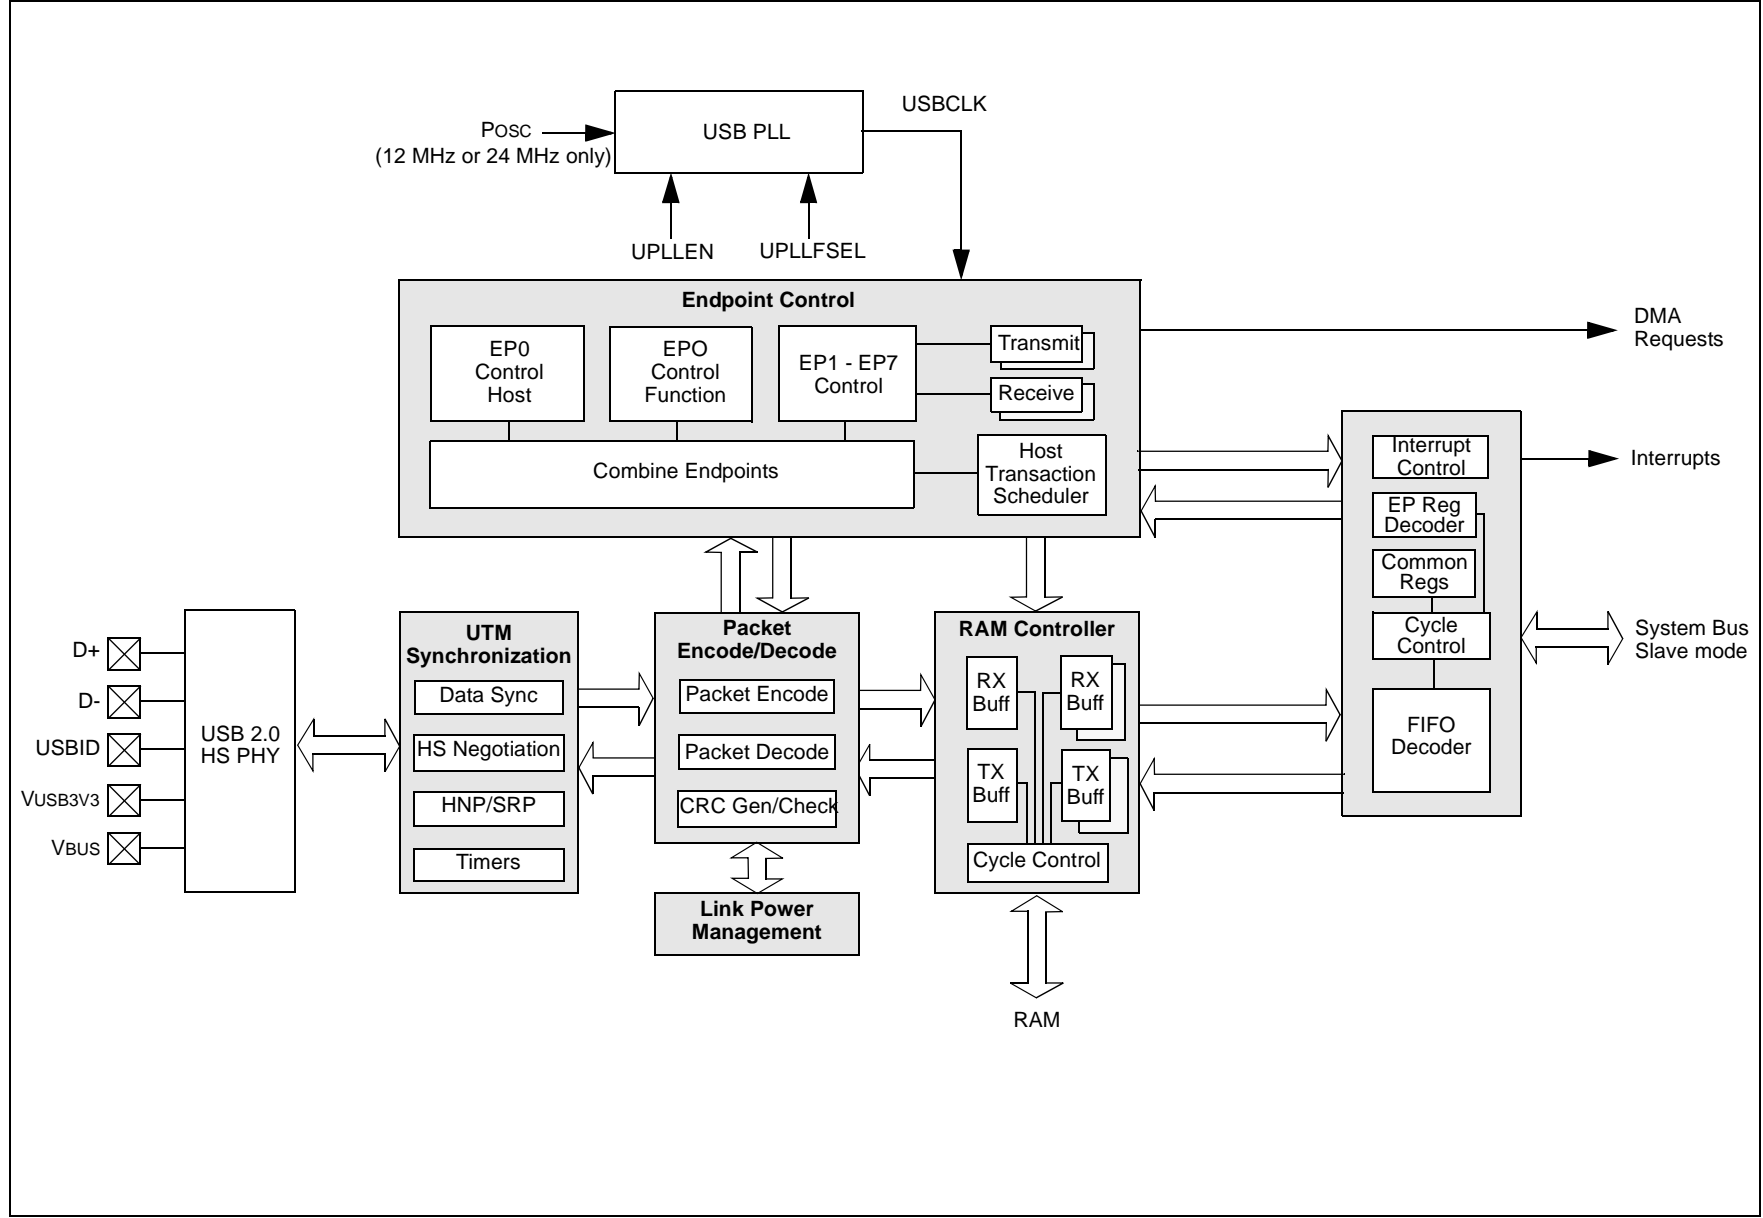 USBCLK
USB PLL
POSC
(12 MHz or 24 MHz only)
UPLLEN
UPLLFSEL
Endpoint Control
EP0
Control
Host
EPO
Control
Function
EP1 - EP7
Control
Transmit
Receive
Combine Endpoints
Host
Transaction
Scheduler
DMA
Requests
Interrupt
Control
Interrupts
EP Reg
Decoder
Common
Regs
Cycle
Control
System Bus
Slave mode
FIFO
Decoder
D+
D-
USBID
VUSB3V3
VBUS
USB 2.0
HS PHY
UTM
Synchronization
Data Sync
HS Negotiation
HNP/SRP
Timers
Packet
Encode/Decode
Packet Encode
Packet Decode
CRC Gen/Check
Link Power
Management
RAM Controller
RX
Buff
RX
Buff
TX
Buff
TX
Buff
Cycle Control
RAM